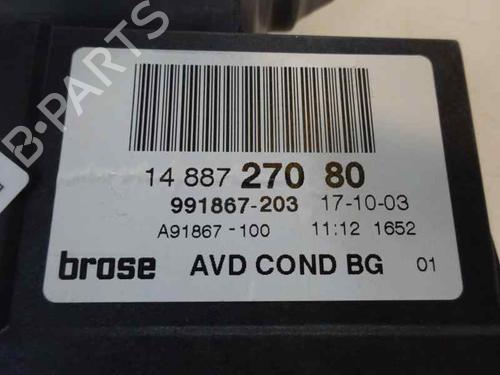 B-PARTS
14 887 270 80
991867-203 17-10-03
A91867-100 11:12 1652
brose AVD COND BG 01